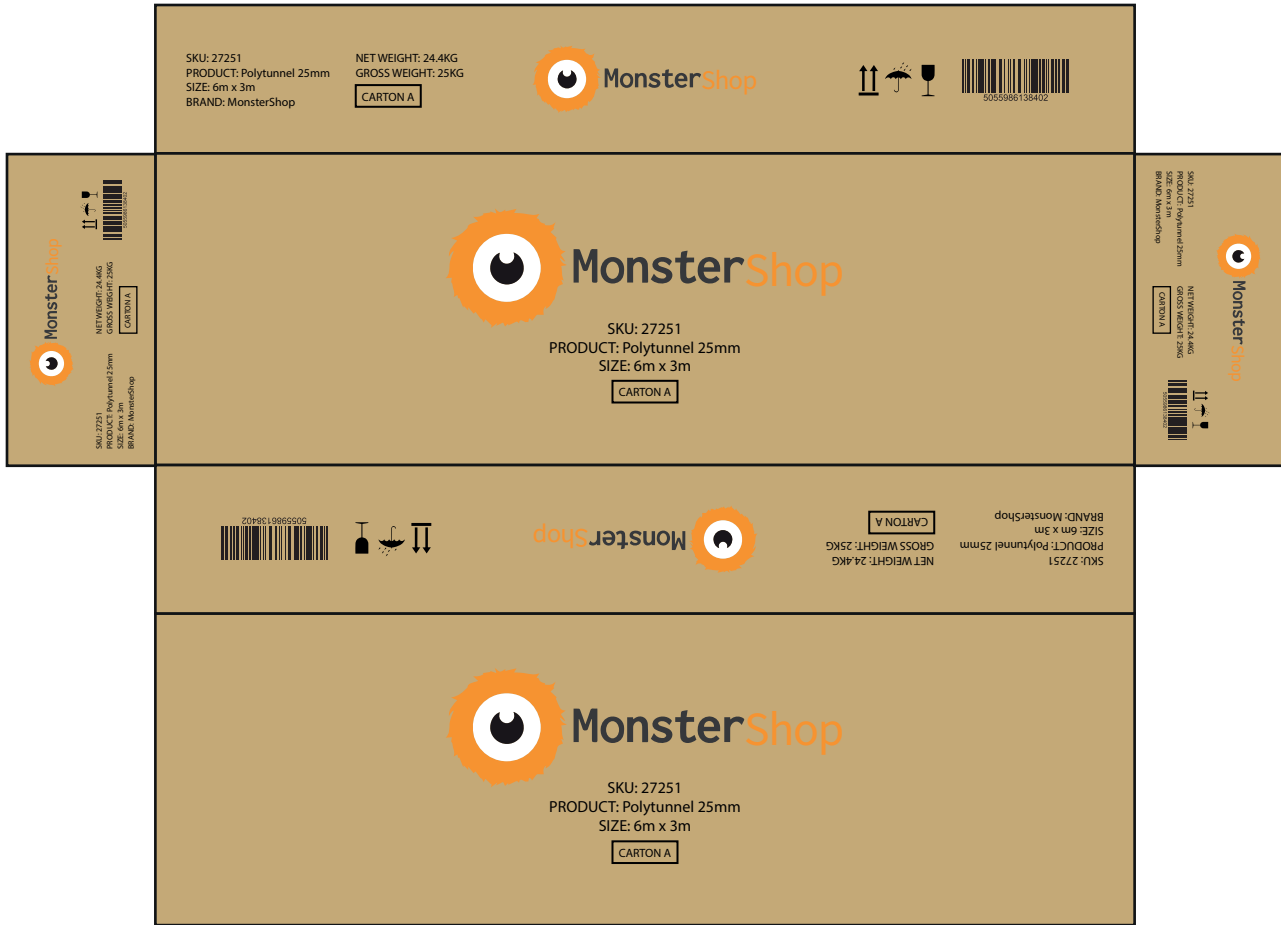 SKU: 27251
PRODUCT: Polytunnel 25mm
SIZE: 6m x 3m
BRAND: MonsterShop
NET WEIGHT: 24.4KG
GROSS WEIGHT: 25KG
CARTON A
MonsterShop
5055986138402
5055986138402
MonsterShop
NET WEIGHT: 24.4KG
GROSS WEIGHT: 25KG
CARTON A
SKU: 27251
PRODUCT: Polytunnel 25mm
SIZE: 6m x 3m
BRAND: MonsterShop
MonsterShop
SKU: 27251
PRODUCT: Polytunnel 25mm
SIZE: 6m x 3m
CARTON A
SKU: 27251
PRODUCT: Polytunnel 25mm
SIZE: 6m x 3m
BRAND: MonsterShop
NET WEIGHT: 24.4KG
GROSS WEIGHT: 25KG
CARTON A
MonsterShop
5055986138402
SKU: 27251
PRODUCT: Polytunnel 25mm
SIZE: 6m x 3m
BRAND: MonsterShop
NET WEIGHT: 24.4KG
GROSS WEIGHT: 25KG
CARTON A
MonsterShop
5055986138402
MonsterShop
SKU: 27251
PRODUCT: Polytunnel 25mm
SIZE: 6m x 3m
CARTON A